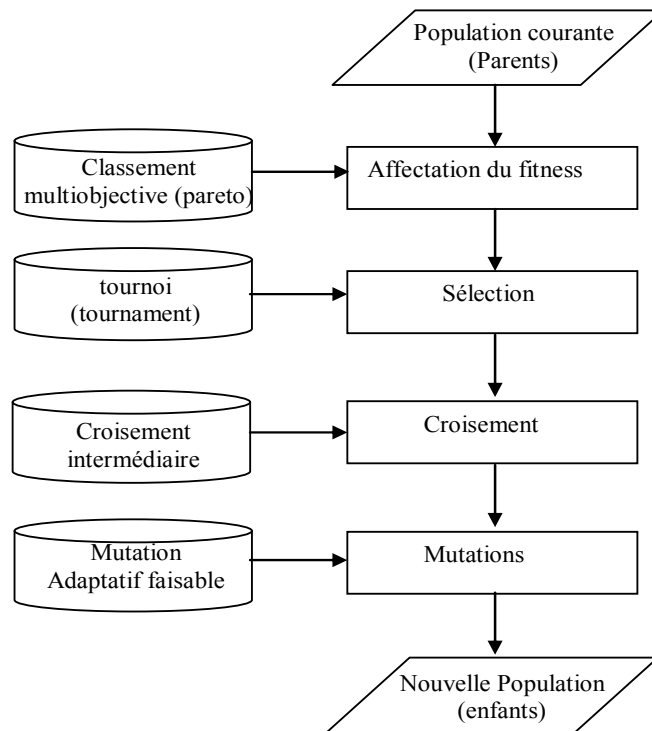 Population courante
(Parents)
Classement
multiobjective (pareto)
Affectation du fitness
tournoi
(tournament)
Sélection
Croisement
intermédiaire
Croisement
Mutation
Adaptatif faisable
Mutations
Nouvelle Population
(enfants)